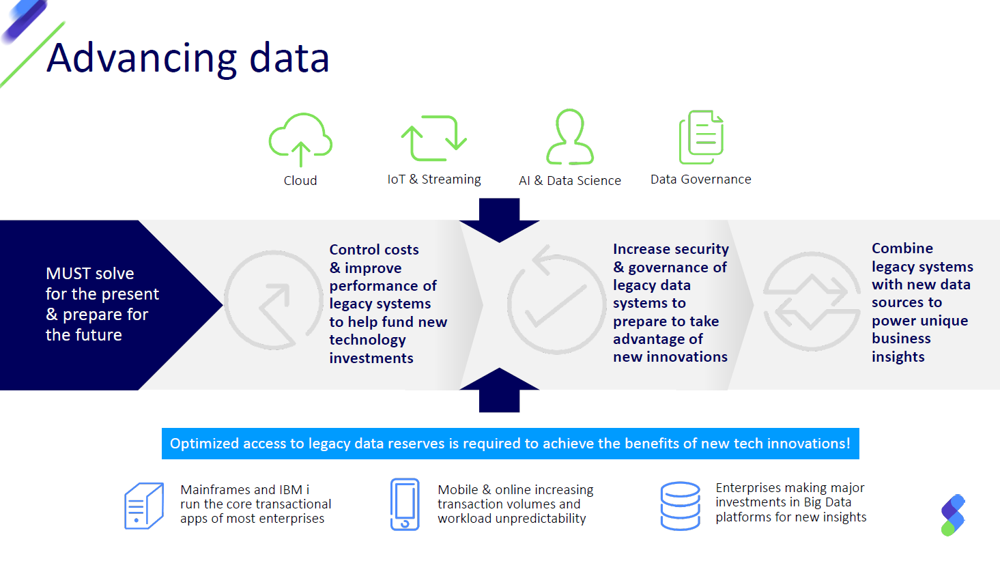 Advancing data
Cloud
IoT & Streaming
AI & Data Science
Data Governance
MUST solve
for the present
& prepare for
the future
Control costs
& improve
performance of
legacy systems
to help fund new
technology
investments
Increase security
& governance of
legacy data
systems to
prepare to take
advantage of
new innovations
Combine
legacy systems
with new data
sources to
power unique
business
insights
Optimized access to legacy data reserves is required to achieve the benefits of new tech innovations!
Mainframes and IBM i
run the core transactional
apps of most enterprises
Mobile & online increasing
transaction volumes and
workload unpredictability
Enterprises making major
investments in Big Data
platforms for new insights